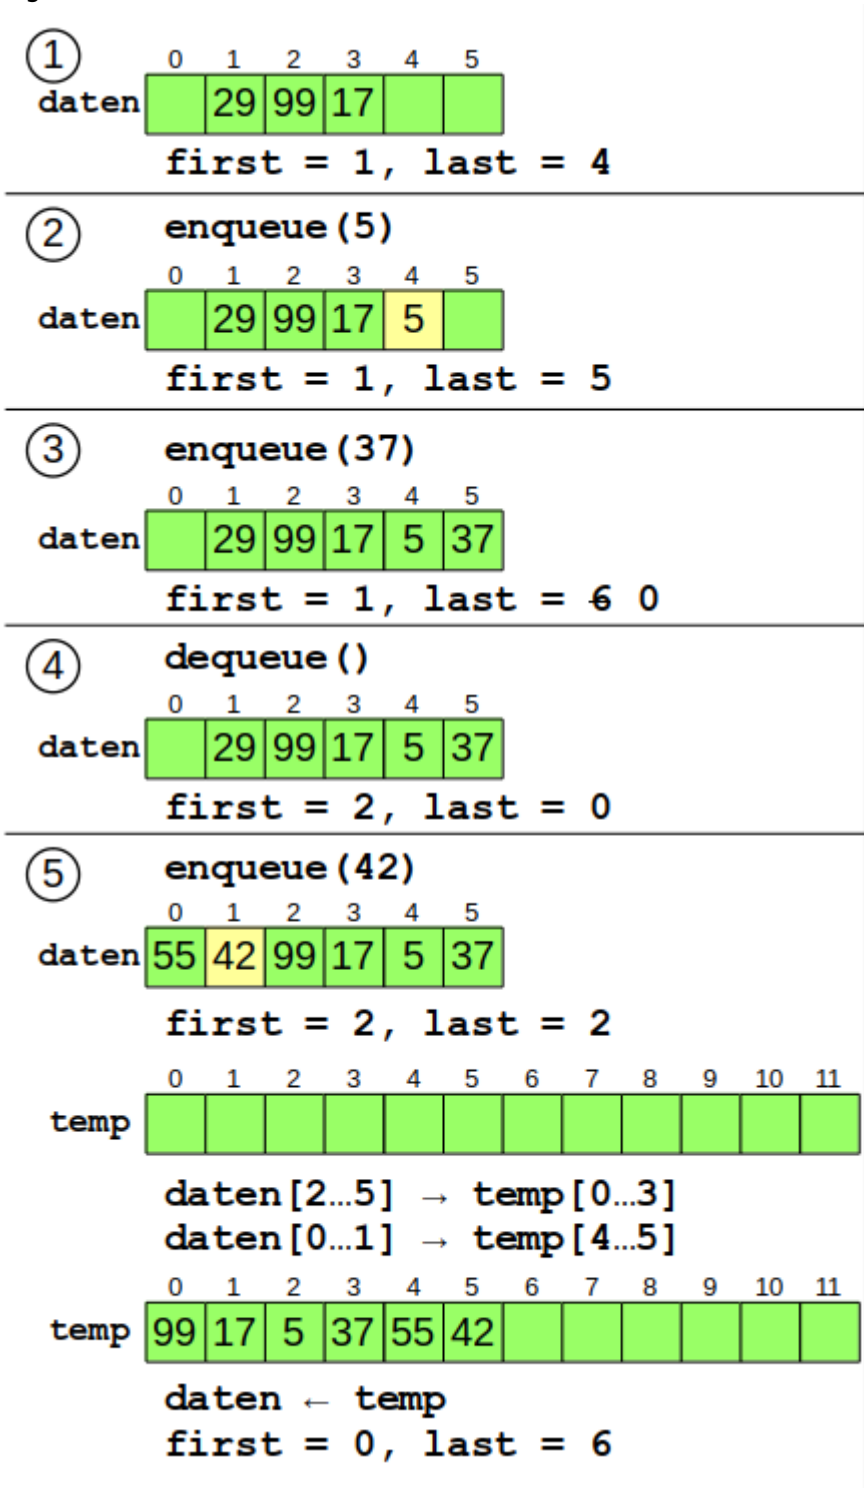 1
0 1 2 3 4 5
daten 29 99 17
first = 1, last = 4
2 enqueue(5)
0 1 2 3 4 5
daten 29 99 17 5
first = 1, last = 5
3 enqueue(37)
0 1 2 3 4 5
daten 29 99 17 5 37
first = 1, last = 6 0
4 dequeue()
0 1 2 3 4 5
daten 29 99 17 5 37
first = 2, last = 0
5 enqueue(42)
0 1 2 3 4 5
daten 55 42 99 17 5 37
first = 2, last = 2
0 1 2 3 4 5 6 7 8 9 10 11
temp
daten[2…5] → temp[0…3]
daten[0…1] → temp[4…5]
0 1 2 3 4 5 6 7 8 9 10 11
temp 99 17 5 37 55 42
daten ← temp
first = 0, last = 6